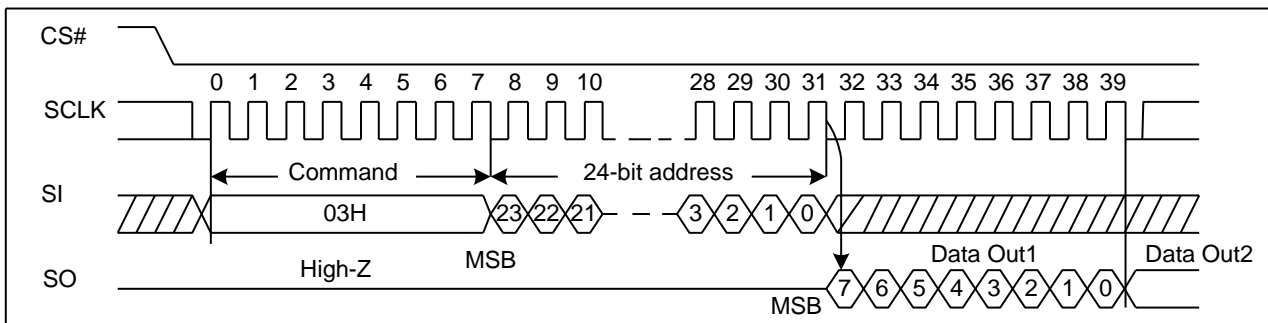 CS#
0 1 2 3 4 5 6 7 8 9 10 28 29 30 31 32 33 34 35 36 37 38 39
SCLK
Command 24-bit address
SI
03H 23 22 21 3 2 1 0
High-Z MSB Data Out1 Data Out2
SO
MSB 7 6 5 4 3 2 1 0